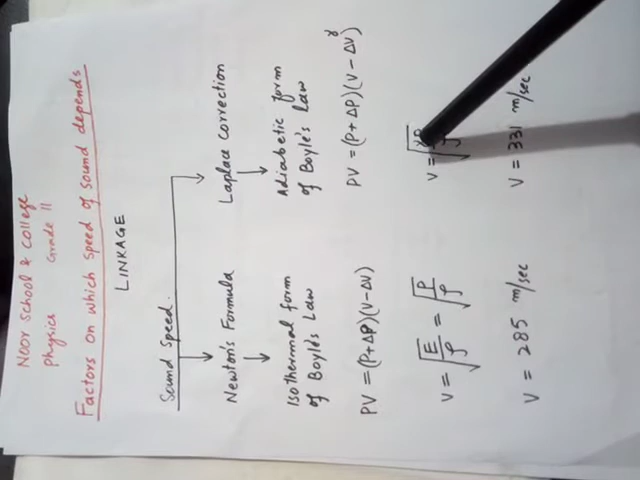 NOOR SCHOOL & COLLEGE
Physics Grade 11
Factors on which speed of sound depends
LINKAGE
Sound Speed.
Newton's Formula
Isothermal form
of Boyle's Law
PV = (P+ΔP)(V-ΔV)
V = √E/ρ = √P/ρ
V = 285 m/sec
Laplace correction
Adiabetic form
of Boyle's Law
PV = (P+ΔP)(V-ΔV)^γ
V = √γP/ρ
V = 331 m/sec